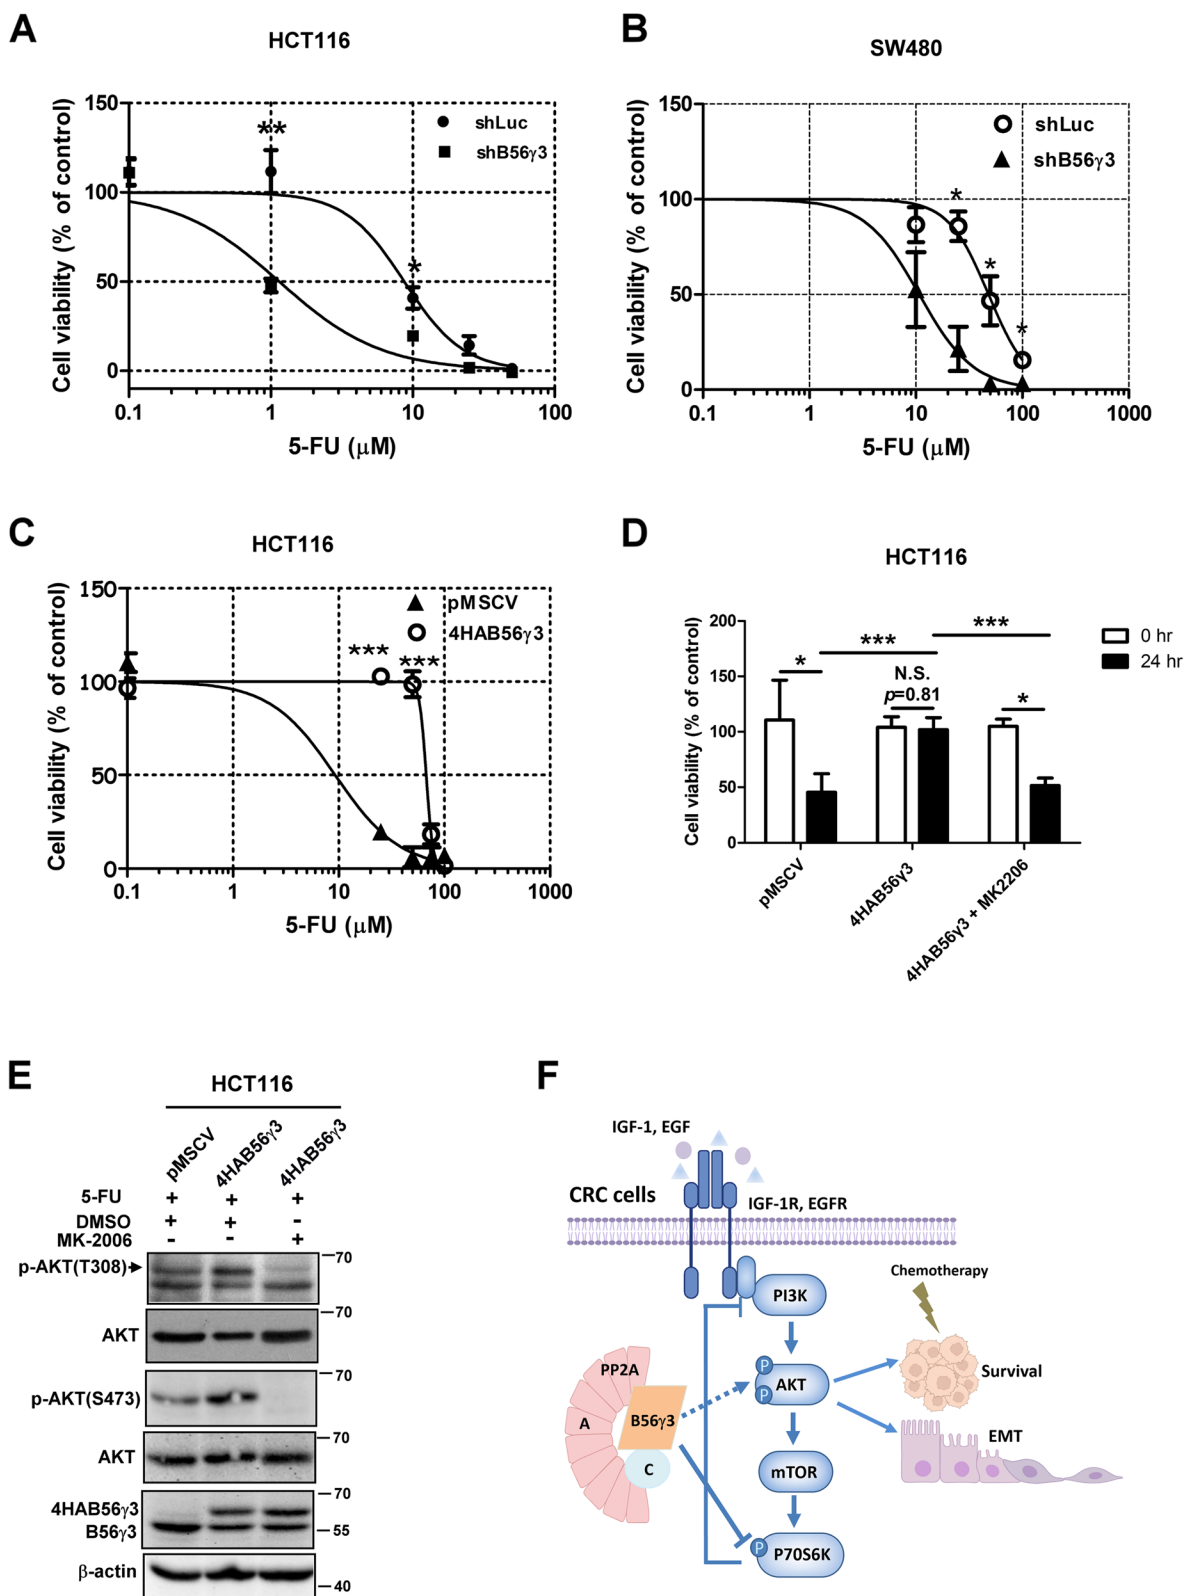 A
HCT116
Cell viability (% of control)
150
100
50
0
**
*
shLuc
shB56γ3
0.1
1
10
100
5-FU (μM)
B
SW480
Cell viability (% of control)
150
100
50
0
*
*
*
shLuc
shB56γ3
0.1
1
10
100
1000
5-FU (μM)
C
HCT116
Cell viability (% of control)
150
100
50
0
***
***
pMSCV
4HAB56γ3
0.1
1
10
100
1000
5-FU (μM)
D
HCT116
Cell viability (% of control)
200
150
100
50
0
*
***
***
N.S.
p=0.81
*
0 hr
24 hr
pMSCV
4HAB56γ3
4HAB56γ3 + MK2206
E
HCT116
pMSCV
4HAB56γ3
4HAB56γ3
5-FU + + +
DMSO + + -
MK-2006 - - +
p-AKT(T308) 70
AKT 70
p-AKT(S473) 70
AKT 70
4HAB56γ3 70
B56γ3 55
β-actin 40
F
IGF-1, EGF
CRC cells
IGF-1R, EGFR
PI3K
Chemotherapy
PP2A
A
B56γ3
C
P
P
AKT
Survival
EMT
mTOR
P
P70S6K